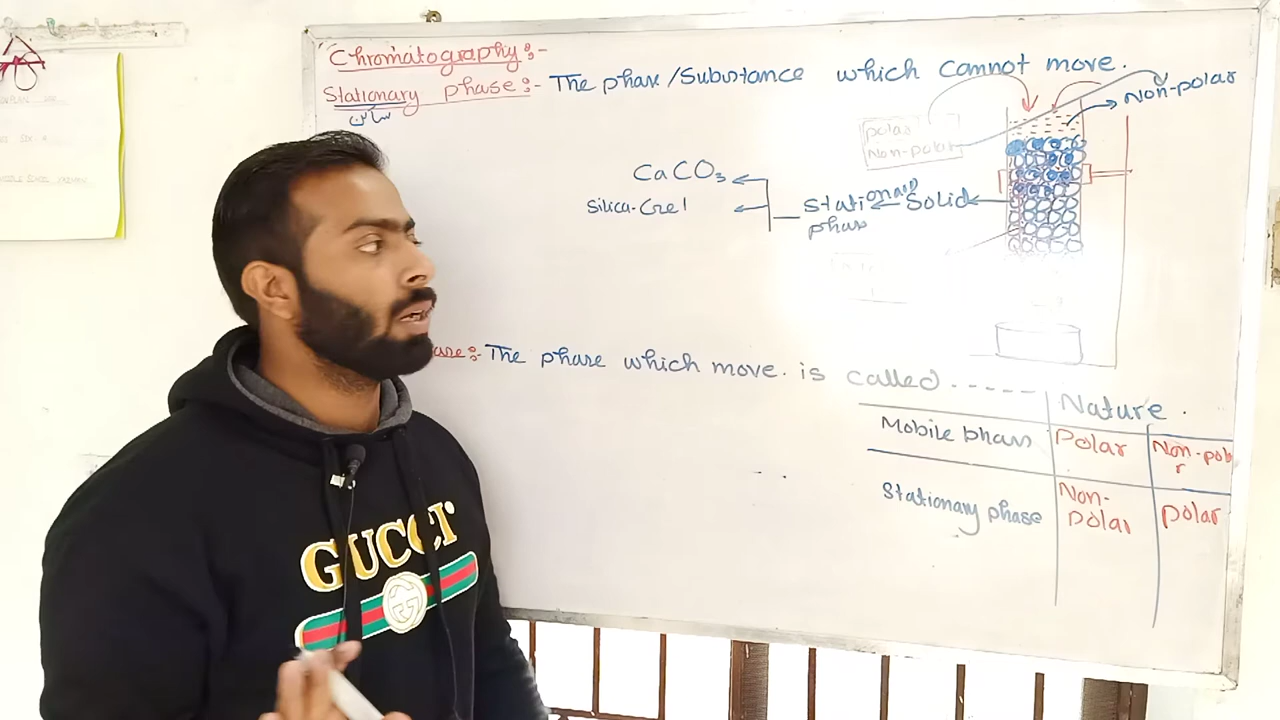 Chromatography:-
Stationary phase:- The phase/Substance which cannot move.
ساکن
Non-polar
polar
Non-polar
CaCO₃
Silica-Gel
Stationary
phase
Solid
ase:- The phase which move. is called -----
Nature.
Mobile phase Polar Non-polar
Stationary phase Non-polar polar
GUCCI